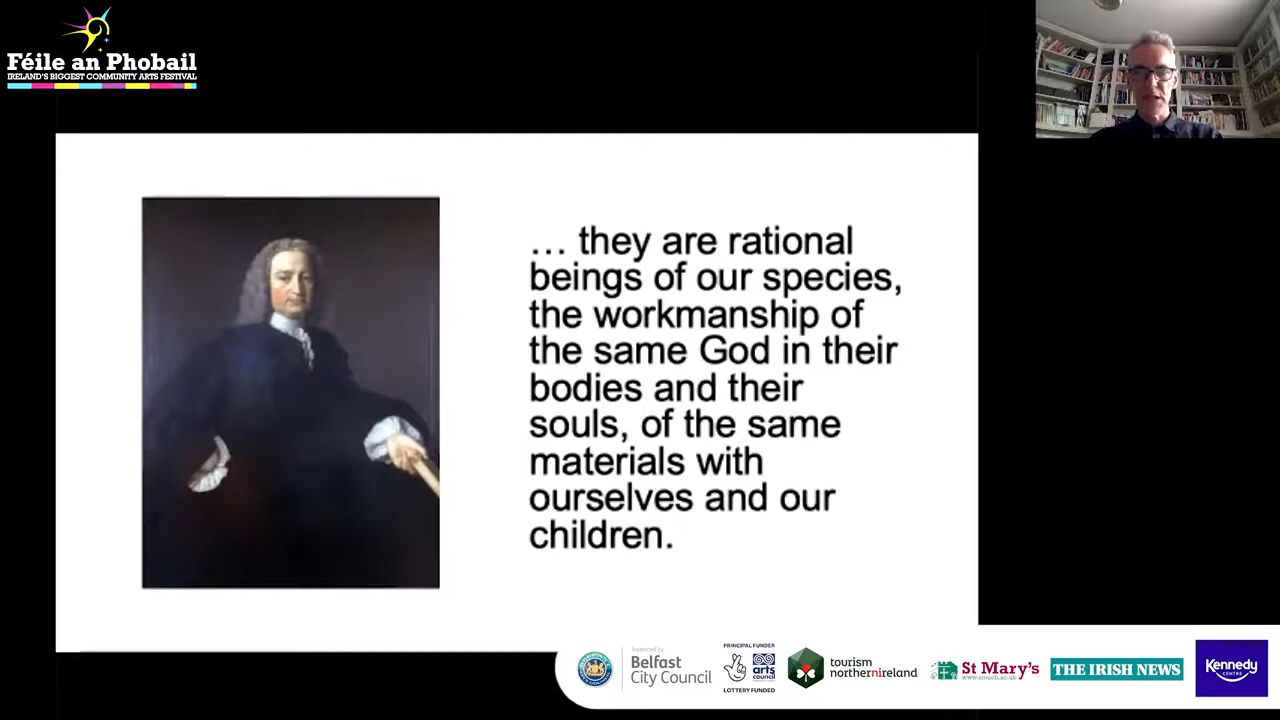 Féile an Phobail
IRELAND'S BIGGEST COMMUNITY ARTS FESTIVAL
… they are rational
beings of our species,
the workmanship of
the same God in their
bodies and their
souls, of the same
materials with
ourselves and our
children.
Supported by
Belfast
City Council
PRINCIPAL FUNDER
arts
council
LOTTERY FUNDED
tourism
northernireland
St Mary's
THE IRISH NEWS
Kennedy
CENTRE